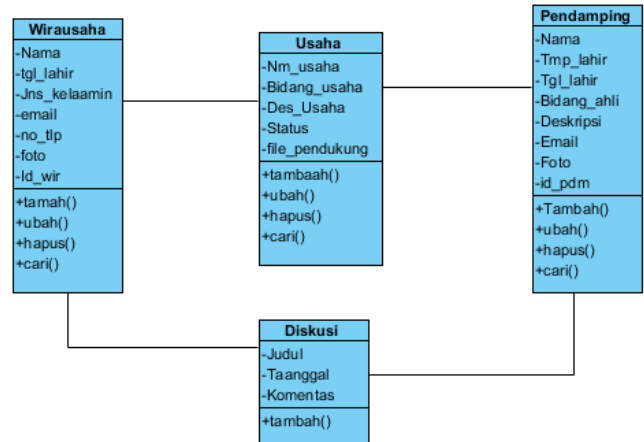 Wirausaha
-Nama
-tgl_lahir
-Jns_kelaamin
-email
-no_tlp
-foto
-Id_wir
+tamah()
+ubah()
+hapus()
+cari()
Usaha
-Nm_usaha
-Bidang_usaha
-Des_Usaha
-Status
-file_pendukung
+tambaah()
+ubah()
+hapus()
+cari()
Pendamping
-Nama
-Tmp_lahir
-Tgl_lahir
-Bidang_ahli
-Deskripsi
-Email
-Foto
-id_pdm
+Tambah()
+ubah()
+hapus()
+cari()
Diskusi
-Judul
-Taanggal
-Komentas
+tambah()